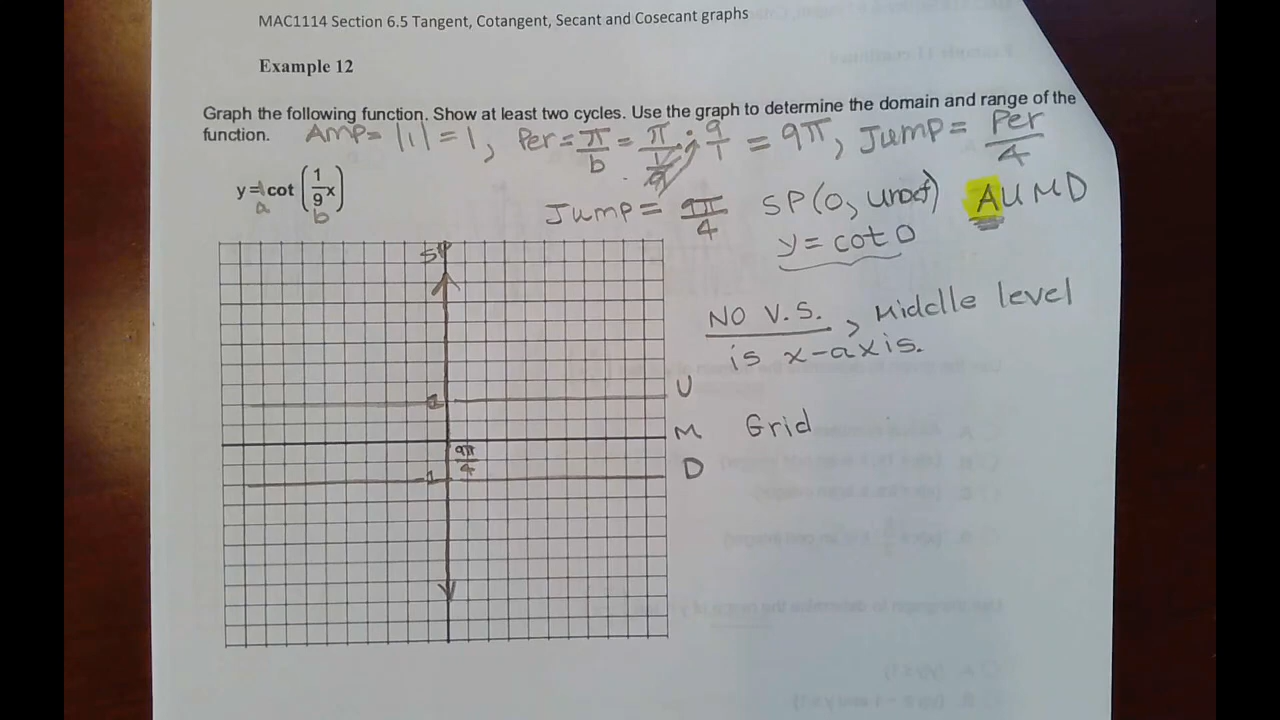 MAC1114 Section 6.5 Tangent, Cotangent, Secant and Cosecant graphs
Example 12
Graph the following function. Show at least two cycles. Use the graph to determine the domain and range of the
function. Amp = |1| = 1, Per = π/b = π/(1/9) · 9/1 = 9π, Jump = Per/4
y = 1 cot (1/9 x)
a b
Jump = 9π/4 SP(0, undf) AUMD
y = cot 0
SP
NO V.S., Middle level
is x-axis.
1 U
M Grid
9π/4
-1 D